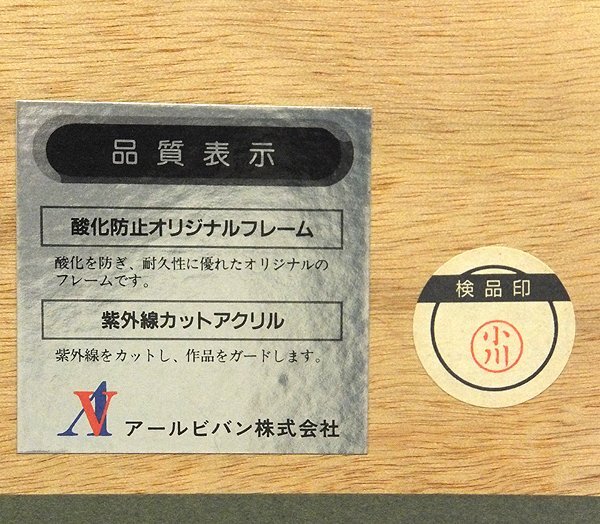 品質表示
酸化防止オリジナルフレーム
酸化を防ぎ、耐久性に優れたオリジナルの
フレームです。
紫外線カットアクリル
紫外線をカットし、作品をガードします。
AV アールビバン株式会社
検品印
小川